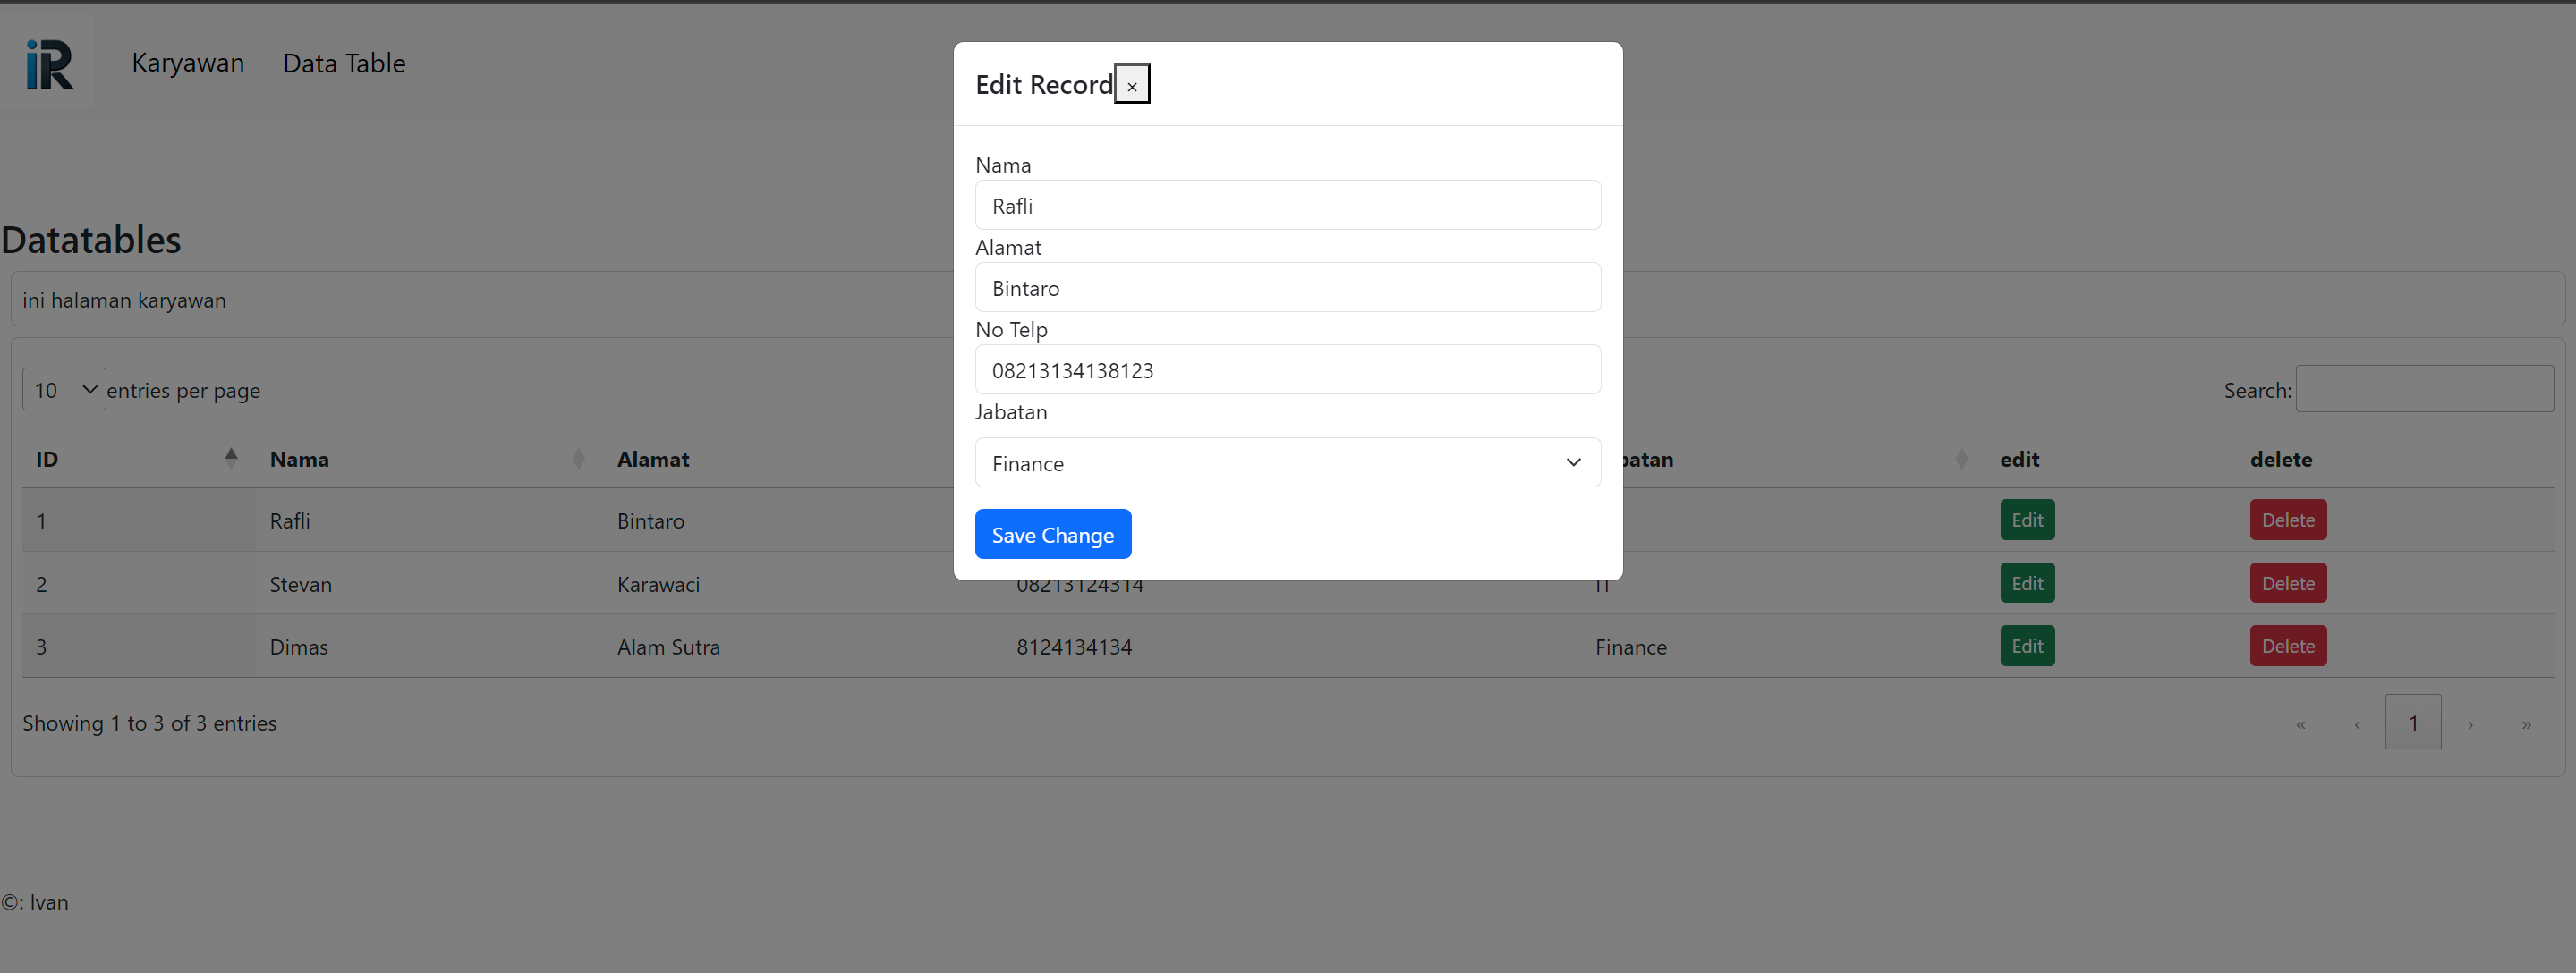 iR Karyawan Data Table
Edit Record ×
Nama
Rafli
Alamat
Bintaro
No Telp
08213134138123
Jabatan
Finance
Save Change
Datatables
ini halaman karyawan
10 entries per page Search:
ID Nama Alamat batan edit delete
1 Rafli Bintaro Edit Delete
2 Stevan Karawaci 08213124314 IT Edit Delete
3 Dimas Alam Sutra 8124134134 Finance Edit Delete
Showing 1 to 3 of 3 entries « ‹ 1 › »
©: Ivan